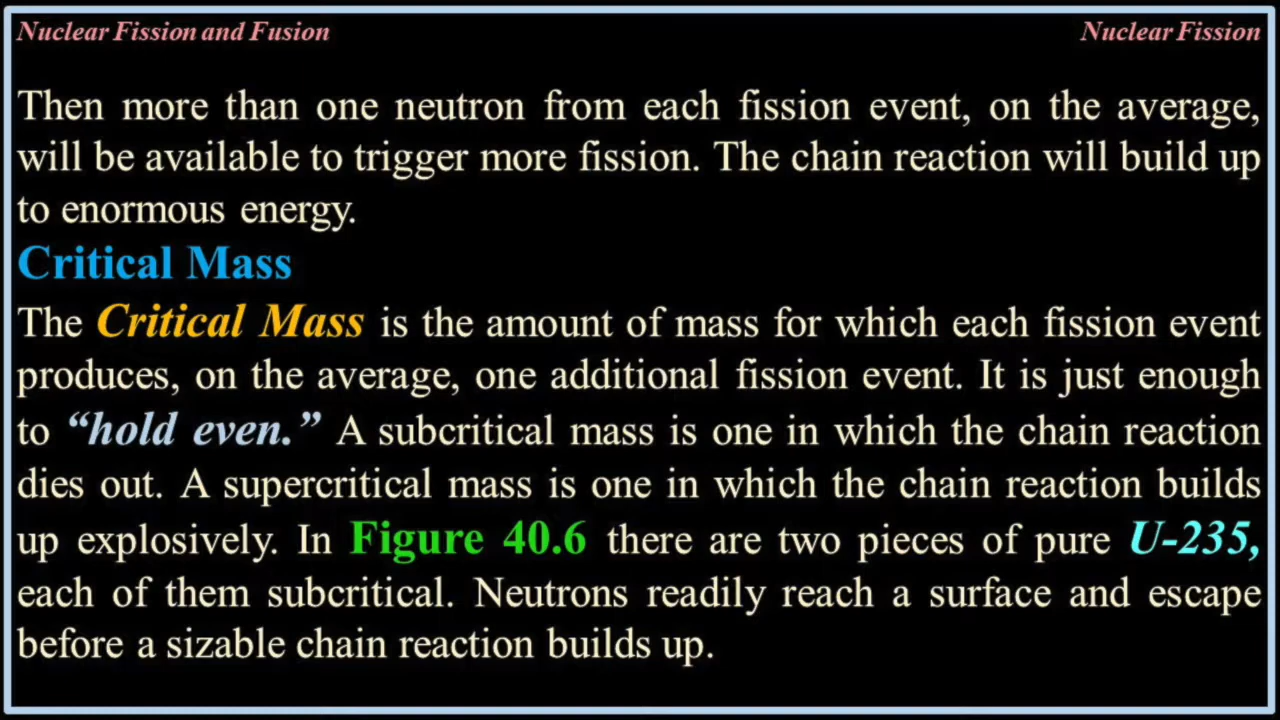 Nuclear Fission and Fusion
Nuclear Fission
Then more than one neutron from each fission event, on the average,
will be available to trigger more fission. The chain reaction will build up
to enormous energy.
Critical Mass
The Critical Mass is the amount of mass for which each fission event
produces, on the average, one additional fission event. It is just enough
to “hold even.” A subcritical mass is one in which the chain reaction
dies out. A supercritical mass is one in which the chain reaction builds
up explosively. In Figure 40.6 there are two pieces of pure U-235,
each of them subcritical. Neutrons readily reach a surface and escape
before a sizable chain reaction builds up.